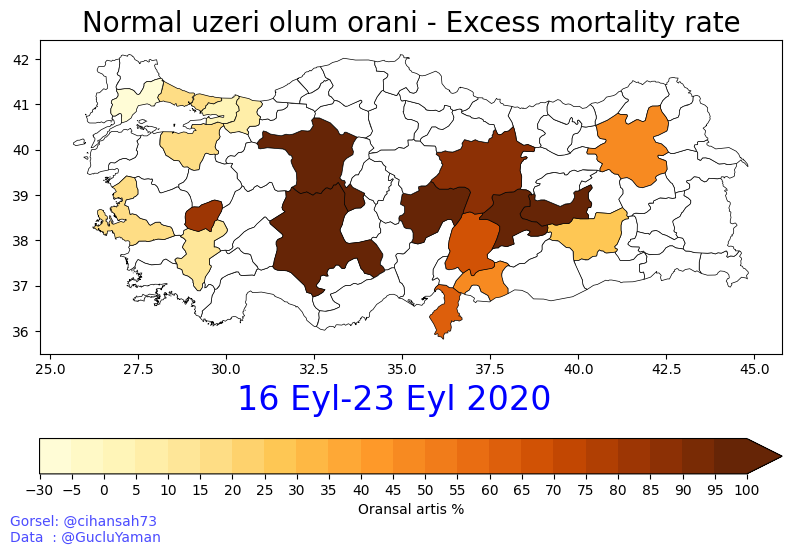 Normal uzeri olum orani - Excess mortality rate
42
41
40
39
38
37
36
25.0 27.5 30.0 32.5 35.0 37.5 40.0 42.5 45.0
16 Eyl-23 Eyl 2020
−30 −5 0 5 10 15 20 25 30 35 40 45 50 55 60 65 70 75 80 85 90 95 100
Oransal artis %
Gorsel: @cihansah73
Data : @GucluYaman